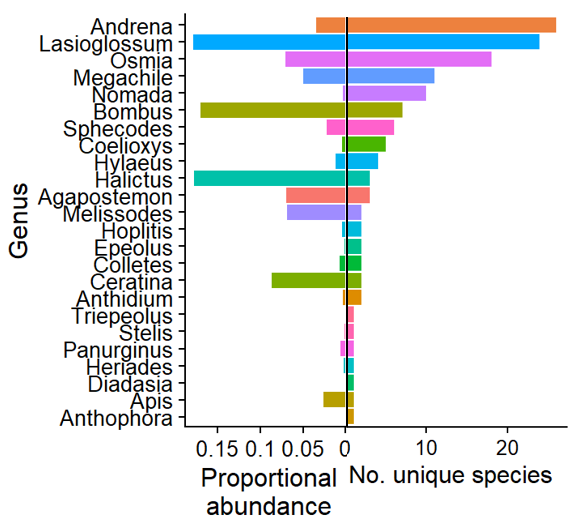 Genus
Andrena
Lasioglossum
Osmia
Megachile
Nomada
Bombus
Sphecodes
Coelioxys
Hylaeus
Halictus
Agapostemon
Melissodes
Hoplitis
Epeolus
Colletes
Ceratina
Anthidium
Triepeolus
Stelis
Panurginus
Heriades
Diadasia
Apis
Anthophora
0.15 0.1 0.05 0 10 20
Proportional
abundance
No. unique species